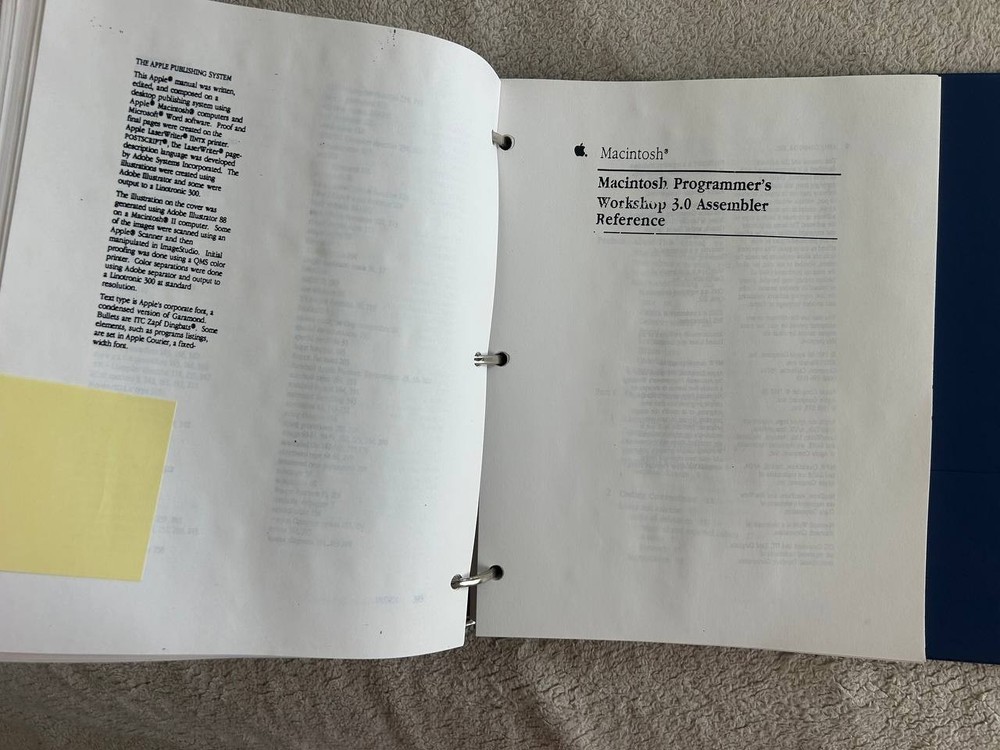 THE APPLE PUBLISHING SYSTEM
This Apple® manual was written,
edited, and composed on a
desktop publishing system using
Apple® Macintosh® computers and
Microsoft® Word software. Proof and
final pages were created on the
Apple LaserWriter® IINTX printer.
POSTSCRIPT®, the LaserWriter® page-
description language was developed
by Adobe Systems Incorporated. The
illustrations were created using
Adobe Illustrator and some were
output to a Linotronic 300.
The illustration on the cover was
generated using Adobe Illustrator 88
on a Macintosh® II computer. Some
of the images were scanned using an
Apple® Scanner and then
manipulated in ImageStudio. Initial
proofing was done using a QMS color
printer. Color separations were done
using Adobe separator and output to
a Linotronic 300 at standard
resolution.
Text type is Apple's corporate font, a
condensed version of Garamond.
Bullets are ITC Zapf Dingbats®. Some
elements, such as programs listings,
are set in Apple Courier, a fixed-
width font.
Macintosh®
Macintosh Programmer's
Workshop 3.0 Assembler
Reference